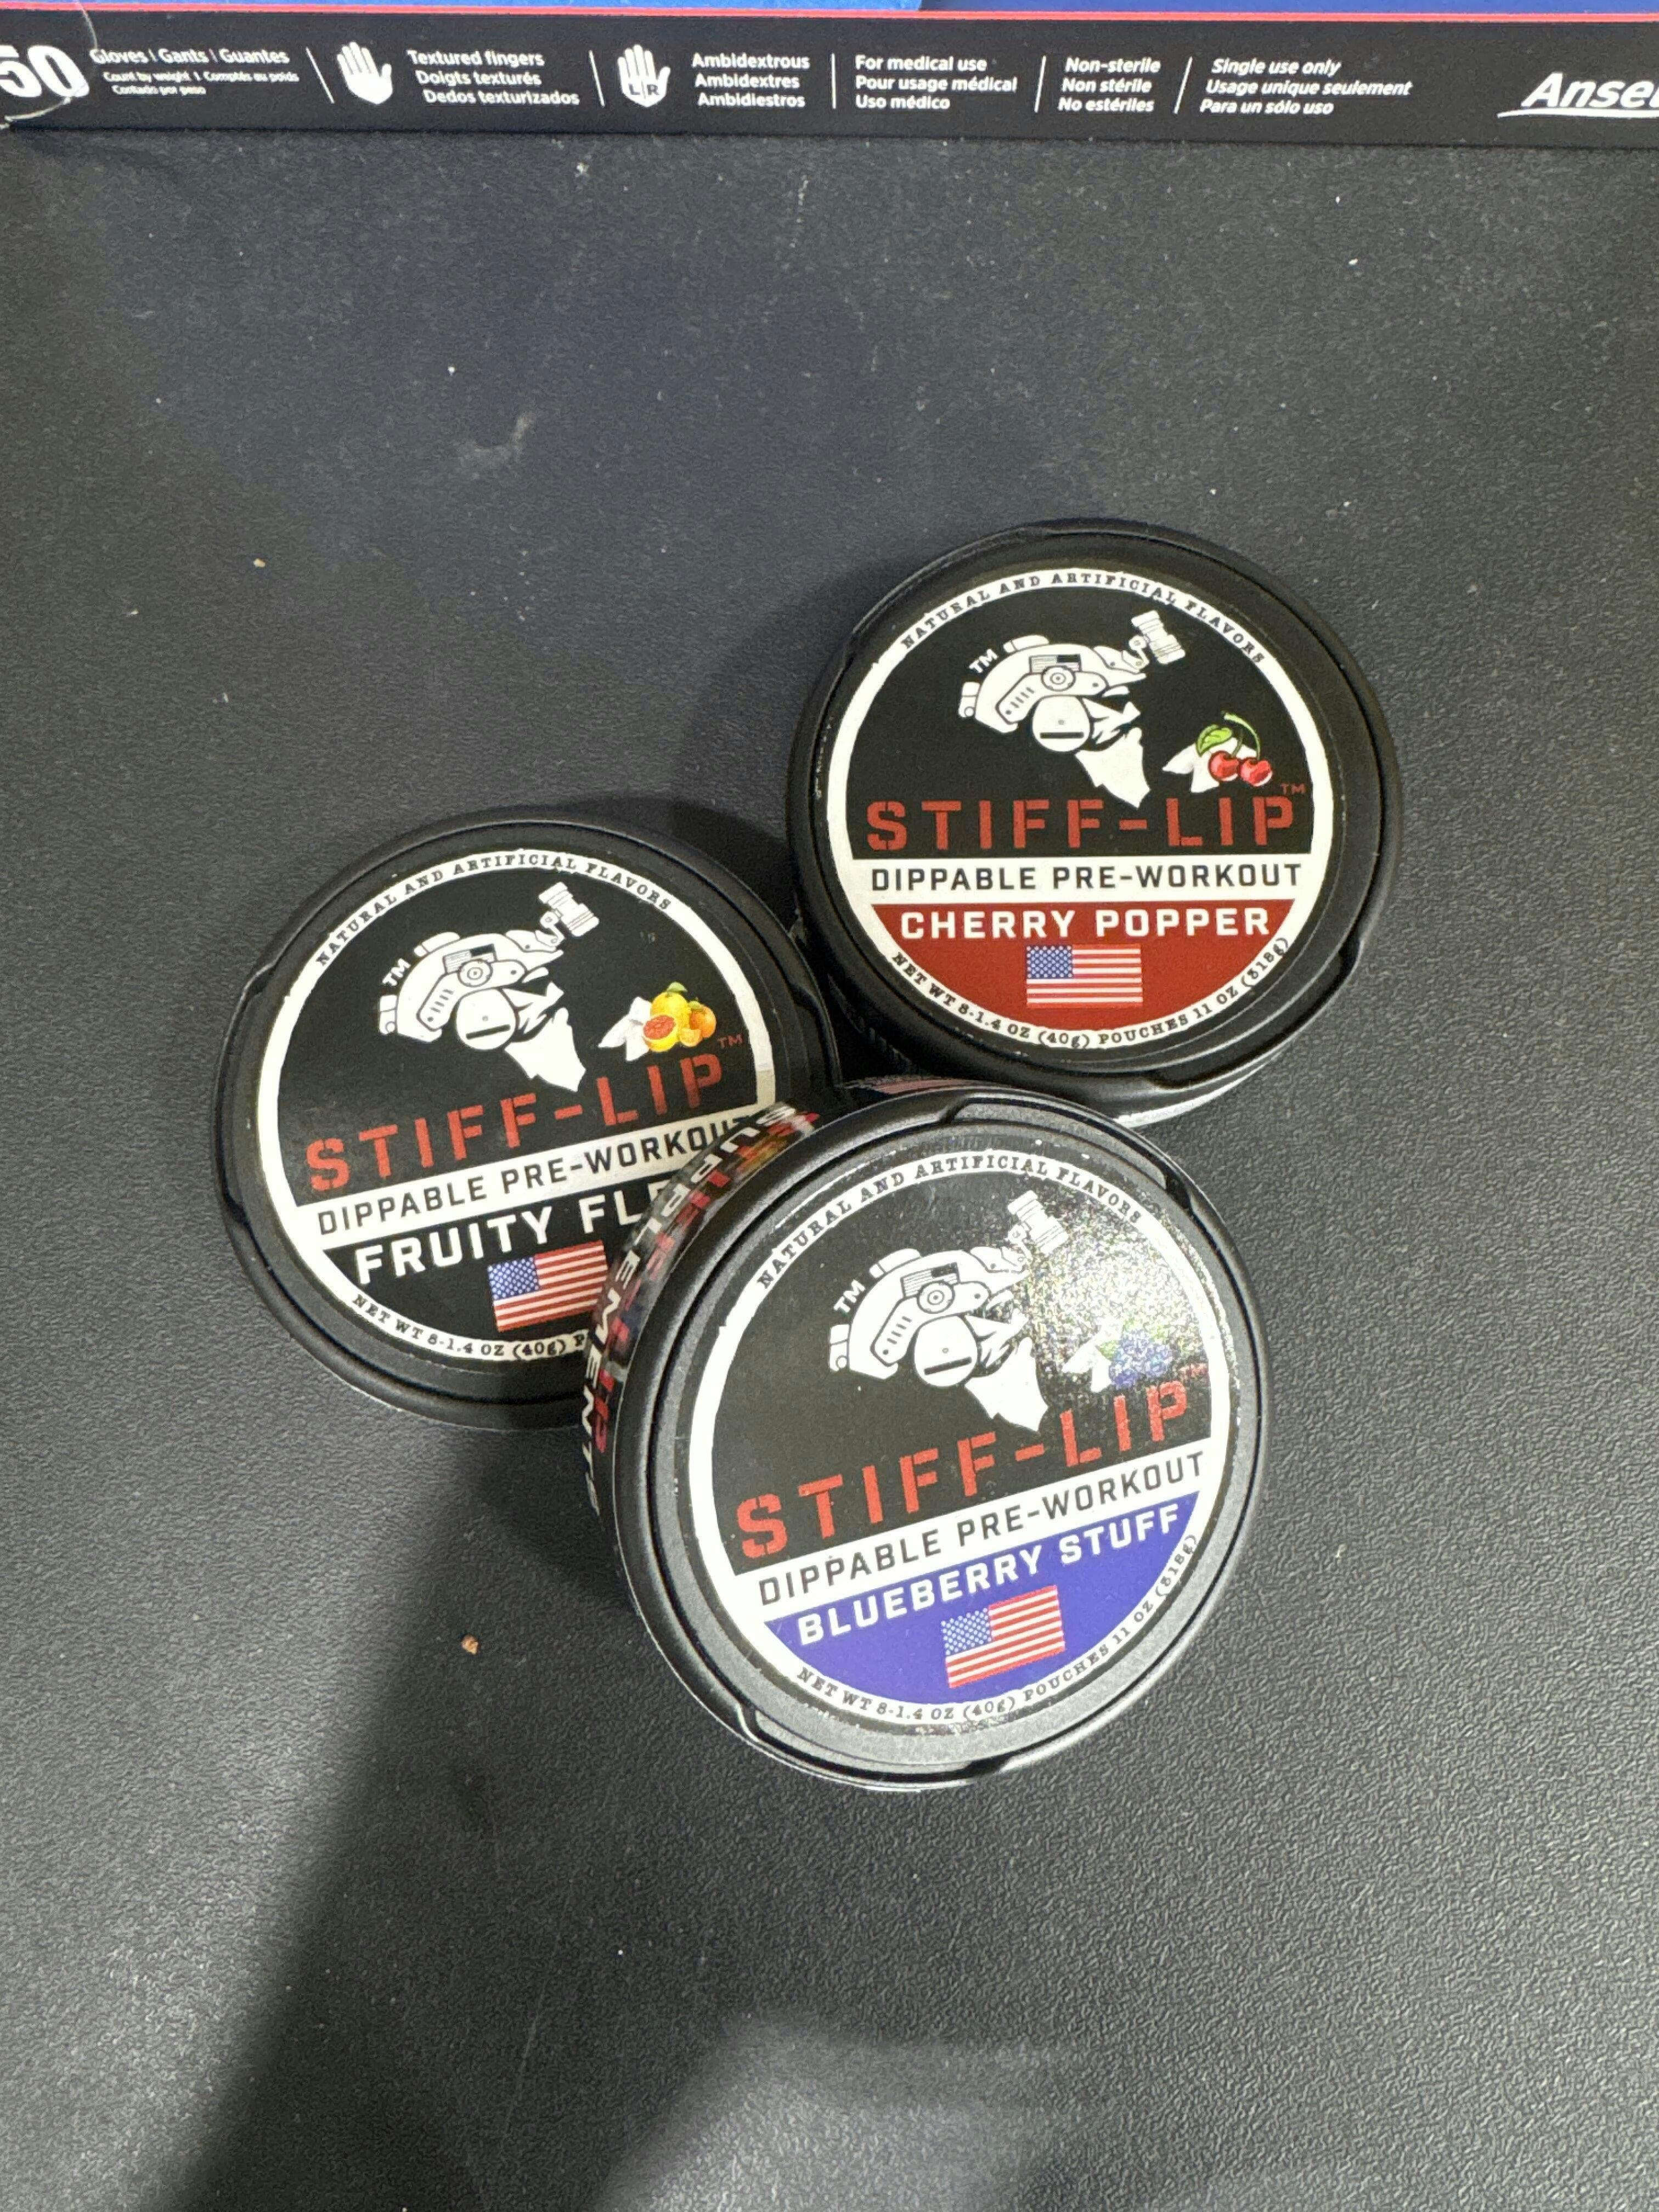 50
Gloves | Gants | Guantes
Count by weight | Comptés au poids
Contado por peso
Textured fingers
Doigts texturés
Dedos texturizados
L R
Ambidextrous
Ambidextres
Ambidiestros
For medical use
Pour usage médical
Uso médico
Non-sterile
Non stérile
No estériles
Single use only
Usage unique seulement
Para un sólo uso
NATURAL AND ARTIFICIAL FLAVORS
TM
STIFF-LIP™
DIPPABLE PRE-WORKOUT
CHERRY POPPER
NET WT 8-1.4 OZ (40g) POUCHES 11 OZ (318g)
NATURAL AND ARTIFICIAL FLAVORS
TM
STIFF-LIP™
DIPPABLE PRE-WORKOUT
FRUITY
NET WT 8-1.4 OZ (40g)
NATURAL AND ARTIFICIAL FLAVORS
TM
STIFF-LIP™
DIPPABLE PRE-WORKOUT
BLUEBERRY STUFF
NET WT 8-1.4 OZ (40g) POUCHES 11 OZ (318g)